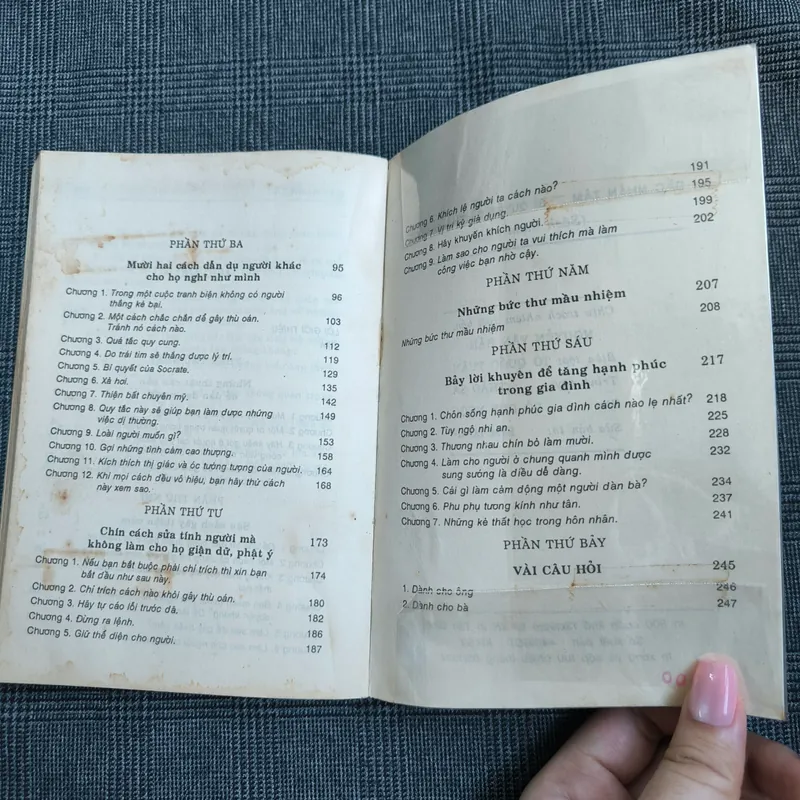 PHẦN THỨ BA
Mười hai cách dẫn dụ người khác 95
cho họ nghĩ như mình
Chương 1. Trong một cuộc tranh biện không có người 96
thắng kẻ bại.
Chương 2. Một cách chắc chắn để gây thù oán. 103
Tránh nó cách nào.
Chương 3. Quả tắc quy cung. 112
Chương 4. Do trái tim sẽ thắng được lý trí. 119
Chương 5. Bí quyết của Socrate. 129
Chương 6. Xả hơi. 135
Chương 7. Thiện bất chuyên mỹ. 142
Chương 8. Quy tắc này sẽ giúp bạn làm được những 149
việc dị thường.
Chương 9. Loài người muốn gì? 153
Chương 10. Gợi những tình cảm cao thượng. 158
Chương 11. Kích thích thị giác và óc tưởng tượng của người. 164
Chương 12. Khi mọi cách đều vô hiệu, bạn hãy thử cách 168
này xem sao.
PHẦN THỨ TƯ
Chín cách sửa tính người mà 173
không làm cho họ giận dữ, phật ý
Chương 1. Nếu bạn bắt buộc phải chỉ trích thì xin bạn 174
bắt đầu như sau này.
Chương 2. Chỉ trích cách nào khỏi gây thù oán. 180
Chương 3. Hãy tự cáo lỗi trước đã. 182
Chương 4. Đừng ra lệnh. 186
Chương 5. Giữ thể diện cho người. 187
Chương 6. Khích lệ người ta cách nào? 191
Chương 7. Vị trí kỷ giả dụng. 195
Chương 8. Hãy khuyến khích người. 199
Chương 9. Làm sao cho người ta vui thích mà làm 202
công việc bạn nhờ cậy.
PHẦN THỨ NĂM
Những bức thư mầu nhiệm 207
Những bức thư mầu nhiệm 208
PHẦN THỨ SÁU
Bảy lời khuyên để tăng hạnh phúc 217
trong gia đình
Chương 1. Chôn sống hạnh phúc gia đình cách nào lẹ nhất? 218
Chương 2. Tùy ngộ nhi an. 225
Chương 3. Thương nhau chín bỏ làm mười. 228
Chương 4. Làm cho người ở chung quanh mình được 232
sung sướng là điều dễ dàng.
Chương 5. Cái gì làm cảm động một người đàn bà? 234
Chương 6. Phu phụ tương kính như tân. 237
Chương 7. Những kẻ thất học trong hôn nhân. 241
PHẦN THỨ BẢY
VÀI CÂU HỎI 245
1. Dành cho ông 246
2. Dành cho bà 247